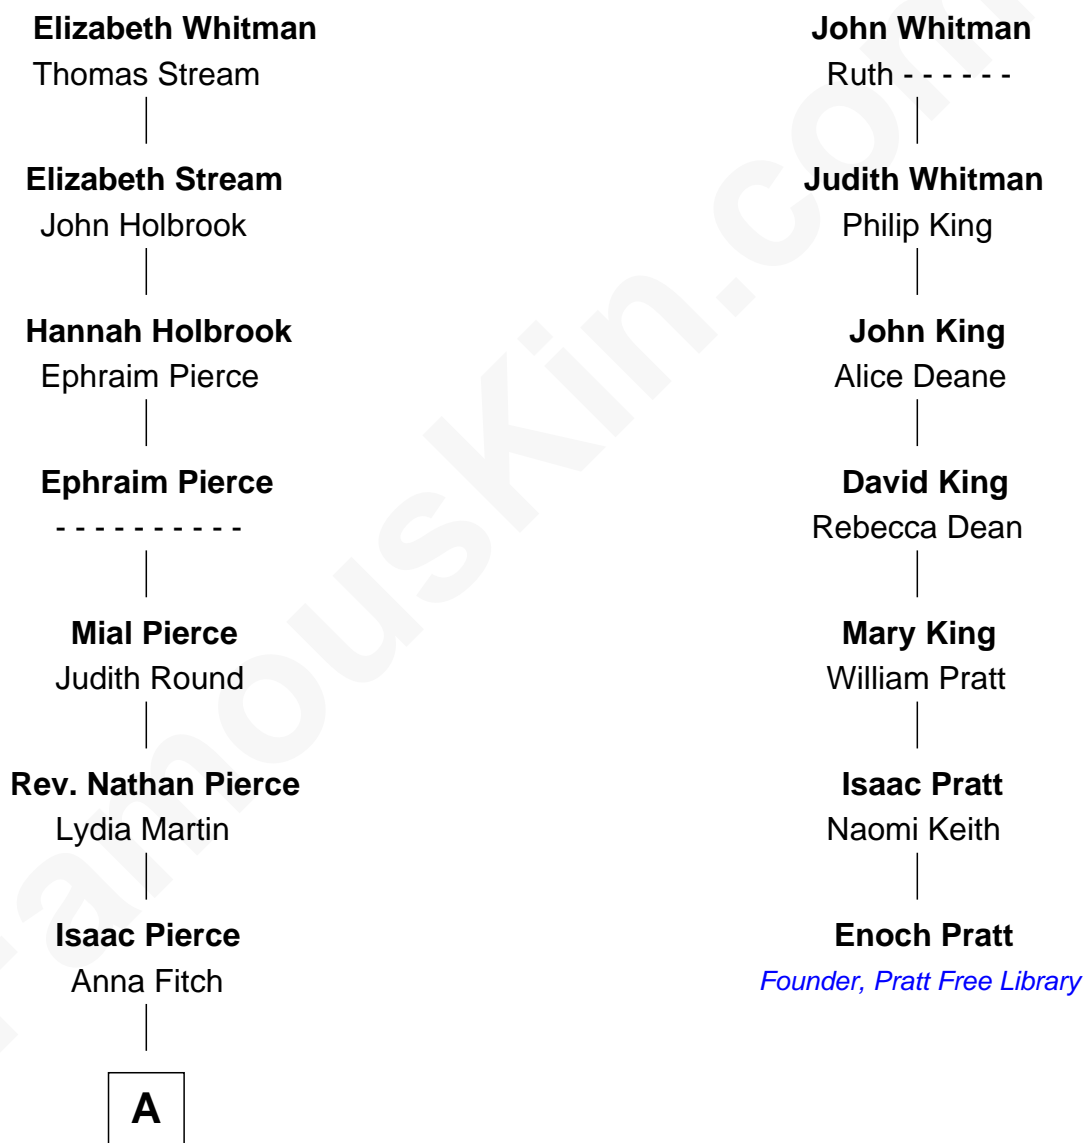 Elizabeth Whitman
Thomas Stream
Elizabeth Stream
John Holbrook
Hannah Holbrook
Ephraim Pierce
Ephraim Pierce
- - - - - - - - - -
Mial Pierce
Judith Round
Rev. Nathan Pierce
Lydia Martin
Isaac Pierce
Anna Fitch
A
John Whitman
Ruth - - - - - -
Judith Whitman
Philip King
John King
Alice Deane
David King
Rebecca Dean
Mary King
William Pratt
Isaac Pratt
Naomi Keith
Enoch Pratt
Founder, Pratt Free Library
FamousKin.com